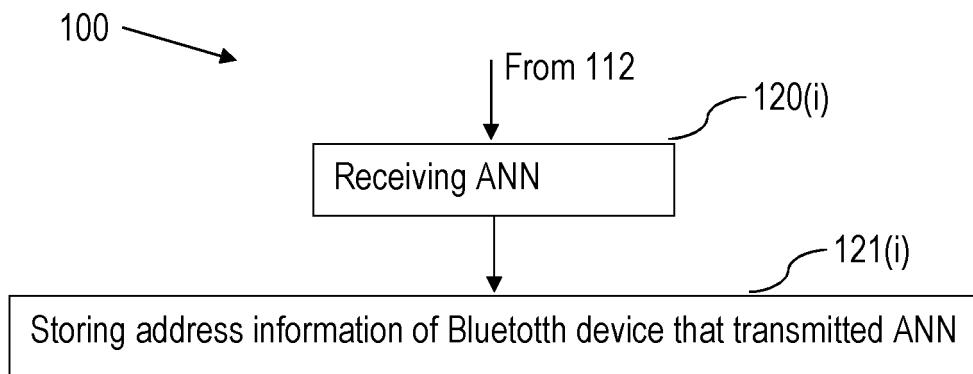 100
From 112
120(i)
Receiving ANN
121(i)
Storing address information of Bluetotth device that transmitted ANN